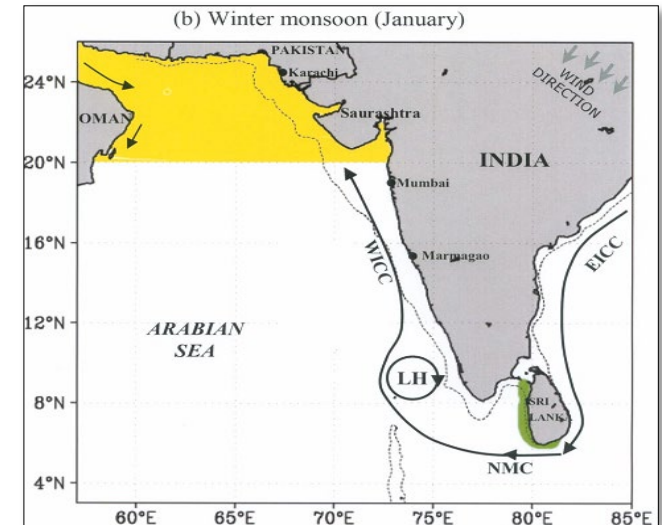 (b) Winter monsoon (January)
PAKISTAN
24°N
Karachi
WIND
DIRECTION
OMAN
Saurashtra
20°N
INDIA
Mumbai
WICC
EICC
16°N
Marmagao
ARABIAN
SEA
12°N
LH
8°N
SRI
LANKA
NMC
4°N
60°E
65°E
70°E
75°E
80°E
85°E